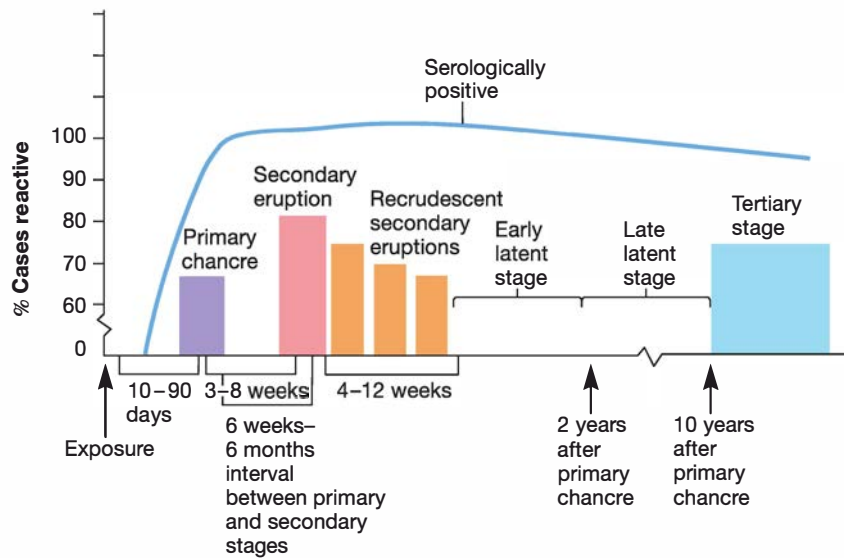 % Cases reactive
100
90
80
70
60
0
Serologically
positive
Primary
chancre
Secondary
eruption
Recrudescent
secondary
eruptions
Early
latent
stage
Late
latent
stage
Tertiary
stage
10–90
days
3–8 weeks
4–12 weeks
Exposure
6 weeks–
6 months
interval
between primary
and secondary
stages
2 years
after
primary
chancre
10 years
after
primary
chancre